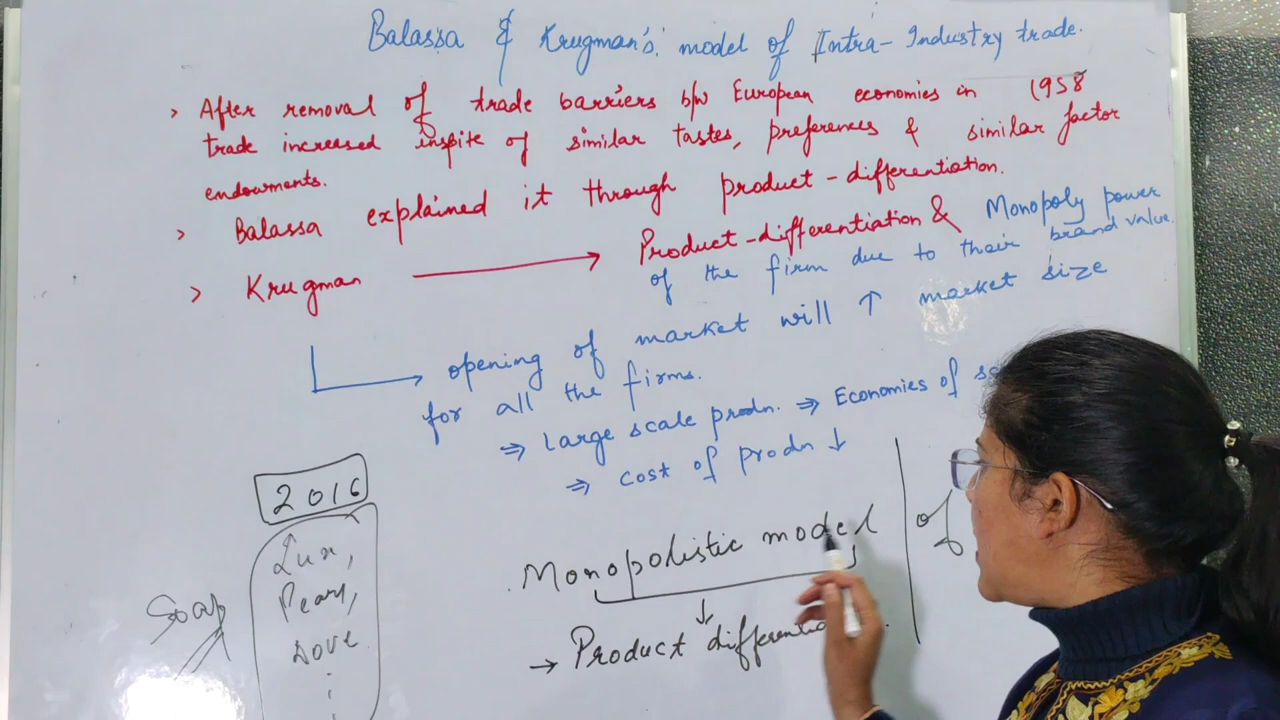 Balassa & Krugman's model of Intra-Industry trade.
> After removal of trade barriers b/w European economies in 1958
trade increased inspite of similar tastes, preferences & similar factor
endowments.
> Balassa explained it through product-differentiation.
> Krugman → Product-differentiation & Monopoly power
of the firm due to their brand value.
→ opening of market will ↑ market size
for all the firms.
⇒ large scale prodn. ⇒ Economies of
⇒ cost of prodn ↓
2016
Lux,
Pears,
Dove
Soap
Monopolistic model
↓
→ Product
of